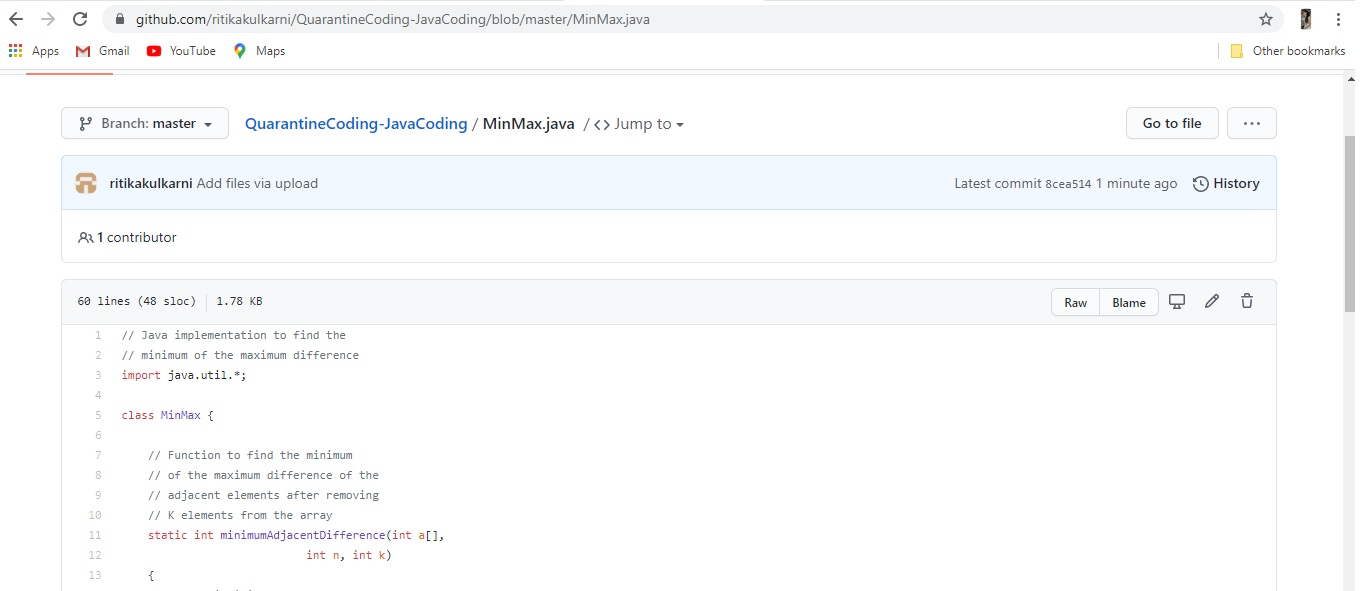 github.com/ritikakulkarni/QuarantineCoding-JavaCoding/blob/master/MinMax.java
Apps Gmail YouTube Maps Other bookmarks
Branch: master QuarantineCoding-JavaCoding / MinMax.java / <> Jump to Go to file ...
ritikakulkarni Add files via upload Latest commit 8cea514 1 minute ago History
1 contributor
60 lines (48 sloc) 1.78 KB Raw Blame
1 // Java implementation to find the
2 // minimum of the maximum difference
3 import java.util.*;
4
5 class MinMax {
6
7 // Function to find the minimum
8 // of the maximum difference of the
9 // adjacent elements after removing
10 // K elements from the array
11 static int minimumAdjacentDifference(int a[],
12 int n, int k)
13 {